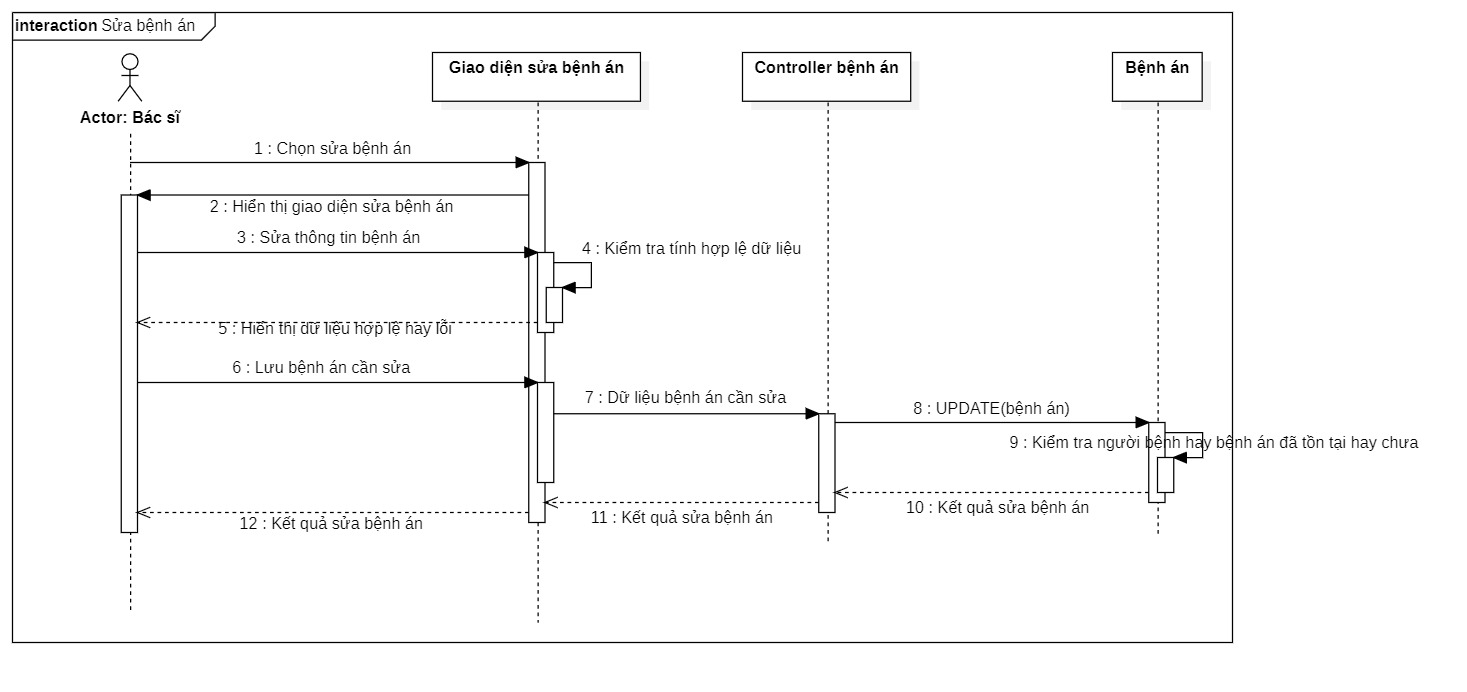 interaction Sửa bệnh án
Actor: Bác sĩ
Giao diện sửa bệnh án
Controller bệnh án
Bệnh án
1 : Chọn sửa bệnh án
2 : Hiển thị giao diện sửa bệnh án
3 : Sửa thông tin bệnh án
4 : Kiểm tra tính hợp lệ dữ liệu
5 : Hiển thị dữ liệu hợp lệ hay lỗi
6 : Lưu bệnh án cần sửa
7 : Dữ liệu bệnh án cần sửa
8 : UPDATE(bệnh án)
9 : Kiểm tra người bệnh hay bệnh án đã tồn tại hay chưa
10 : Kết quả sửa bệnh án
11 : Kết quả sửa bệnh án
12 : Kết quả sửa bệnh án